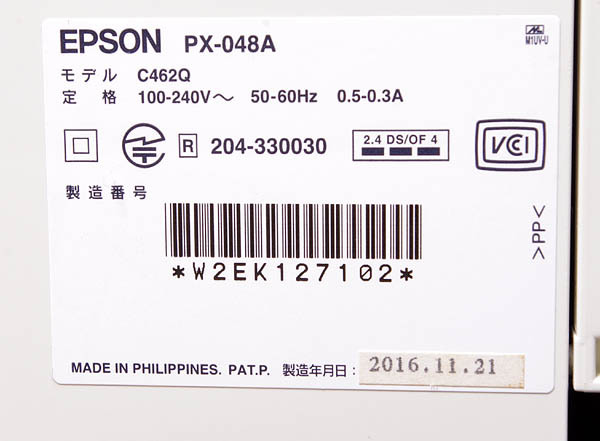 EPSON PX-048A
M1UV-U
モデル C462Q
定格 100-240V～ 50-60Hz 0.5-0.3A
R 204-330030
2.4 DS/OF 4
VCI
製造番号
*W2EK127102*
>PP<
MADE IN PHILIPPINES. PAT.P. 製造年月日: 2016.11.21